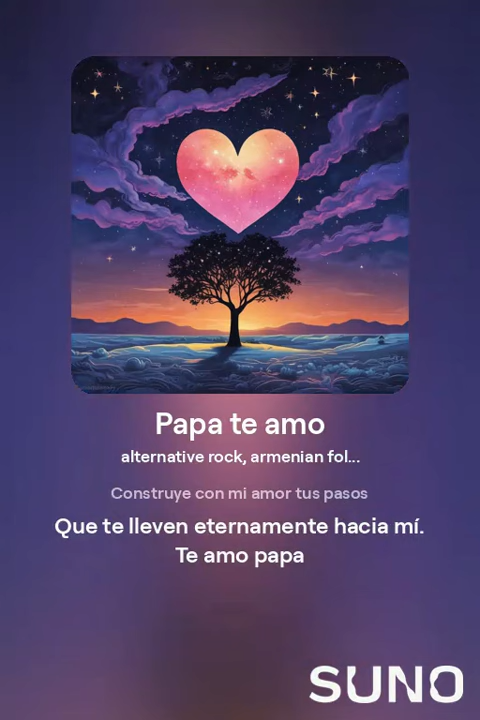 Papa te amo
alternative rock, armenian fol...
Construye con mi amor tus pasos
Que te lleven eternamente hacia mí.
Te amo papa
SUNO